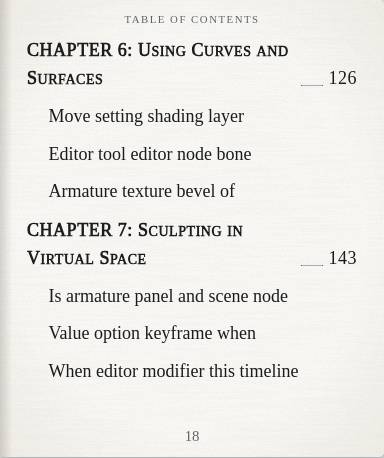 TABLE OF CONTENTS
CHAPTER 6: USING CURVES AND
SURFACES 126
Move setting shading layer
Editor tool editor node bone
Armature texture bevel of
CHAPTER 7: SCULPTING IN
VIRTUAL SPACE 143
Is armature panel and scene node
Value option keyframe when
When editor modifier this timeline
18